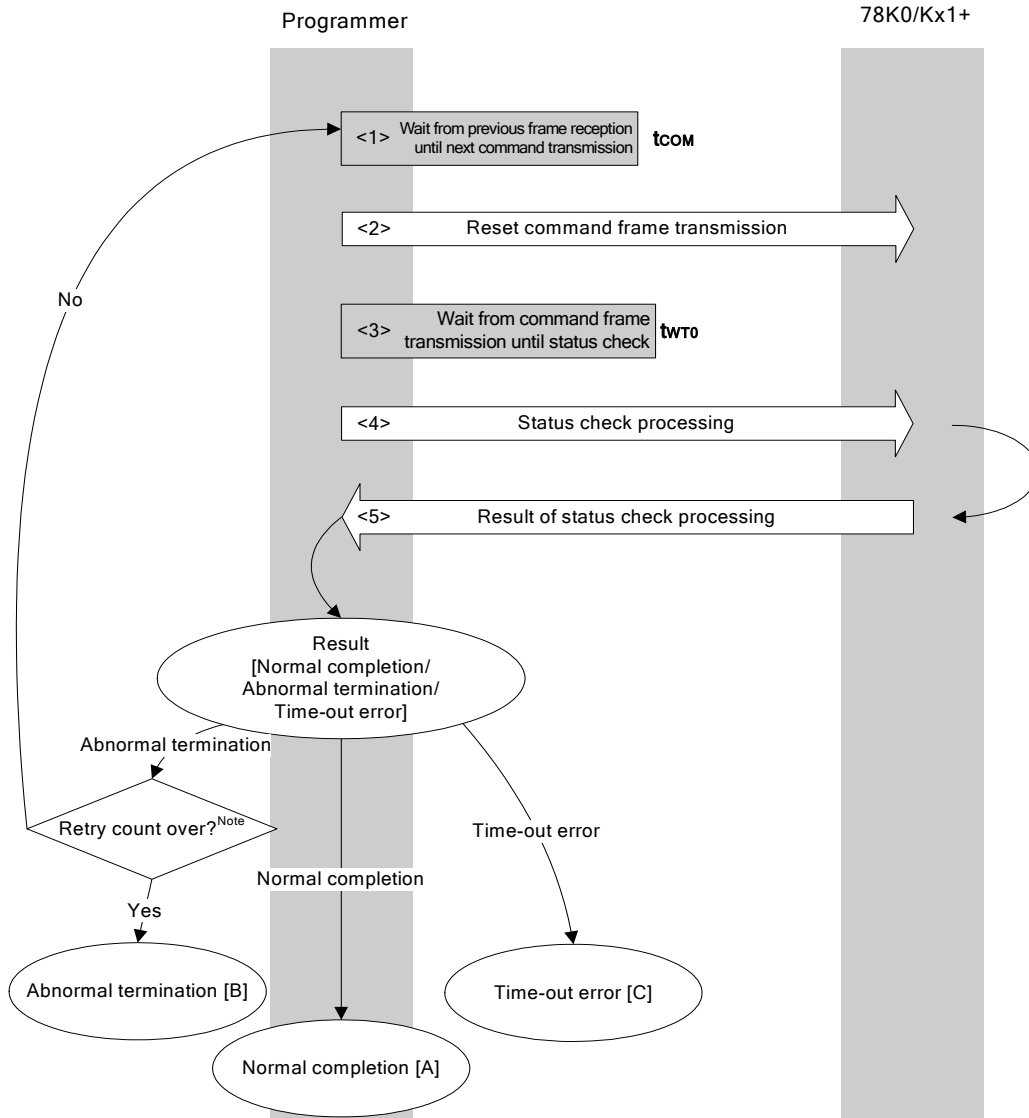 Programmer
78K0/Kx1+
<1> Wait from previous frame reception
until next command transmission
tCOM
<2> Reset command frame transmission
No
<3> Wait from command frame
transmission until status check
tWT0
<4> Status check processing
<5> Result of status check processing
Result
[Normal completion/
Abnormal termination/
Time-out error]
Abnormal termination
Retry count over?Note
Time-out error
Normal completion
Yes
Abnormal termination [B]
Time-out error [C]
Normal completion [A]